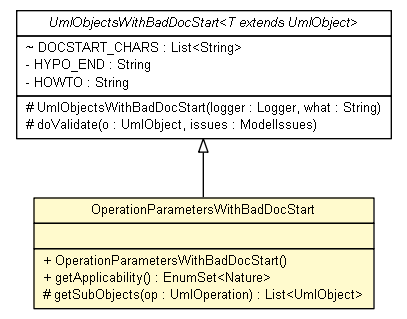 UmlObjectsWithBadDocStart<T extends UmlObject>
~ DOCSTART_CHARS : List<String>
- HYPO_END : String
- HOWTO : String
# UmlObjectsWithBadDocStart(logger : Logger, what : String)
# doValidate(o : UmlObject, issues : ModelIssues)
OperationParametersWithBadDocStart
+ OperationParametersWithBadDocStart()
+ getApplicability() : EnumSet<Nature>
# getSubObjects(op : UmlOperation) : List<UmlObject>